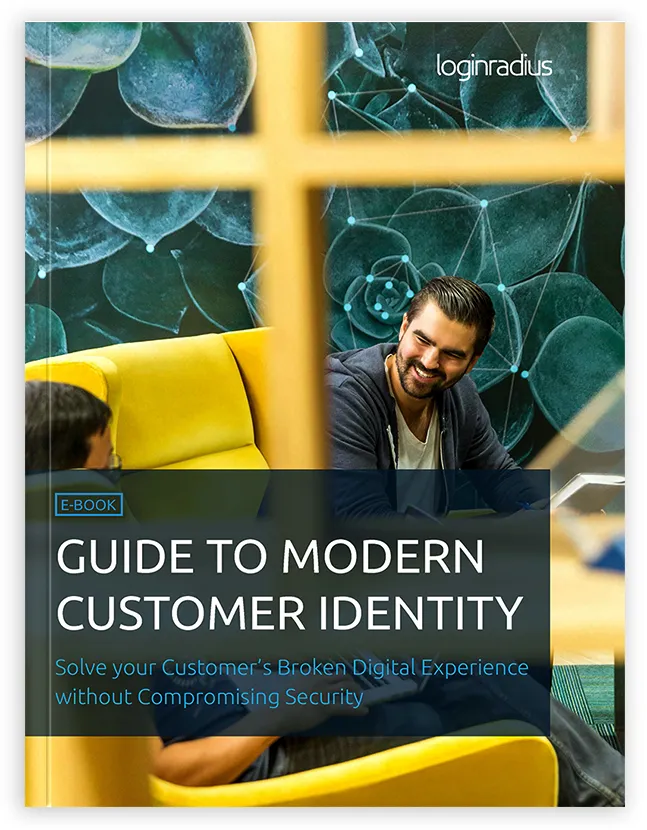 loginradius
E-BOOK
GUIDE TO MODERN
CUSTOMER IDENTITY
Solve your Customer's Broken Digital Experience
without Compromising Security